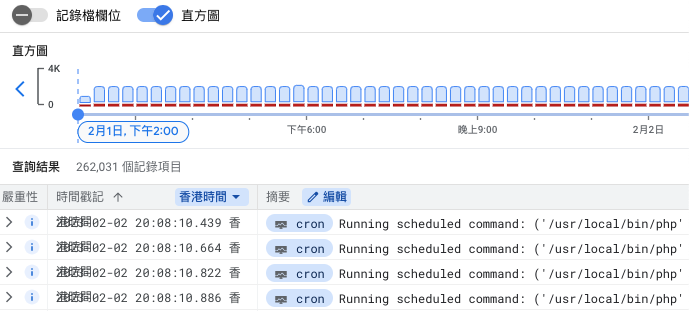 記錄檔欄位 直方圖
直方圖
4K
0
2月1日, 下午2:00 下午6:00 晚上9:00 2月2日
查詢結果 262,031 個記錄項目
嚴重性 時間戳記 ↑ 香港時間 摘要 編輯
-02-02 20:08:10.439 香 cron Running scheduled command: ('/usr/local/bin/php'
-02-02 20:08:10.664 香 cron Running scheduled command: ('/usr/local/bin/php'
-02-02 20:08:10.822 香 cron Running scheduled command: ('/usr/local/bin/php'
-02-02 20:08:10.886 香 cron Running scheduled command: ('/usr/local/bin/php'